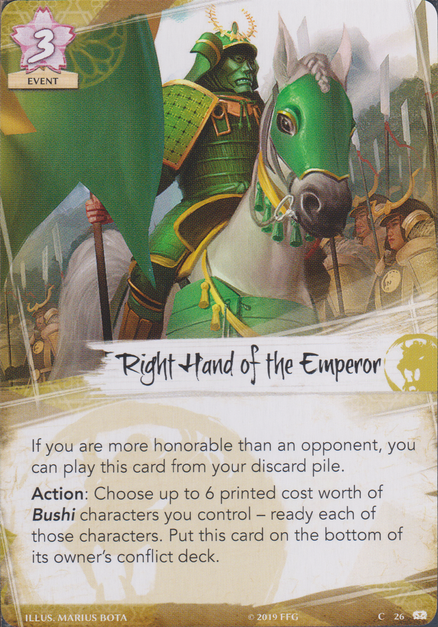 3
EVENT
Right Hand of the Emperor
If you are more honorable than an opponent, you
can play this card from your discard pile.
Action: Choose up to 6 printed cost worth of
Bushi characters you control – ready each of
those characters. Put this card on the bottom of
its owner's conflict deck.
ILLUS. MARIUS BOTA © 2019 FFG C 26